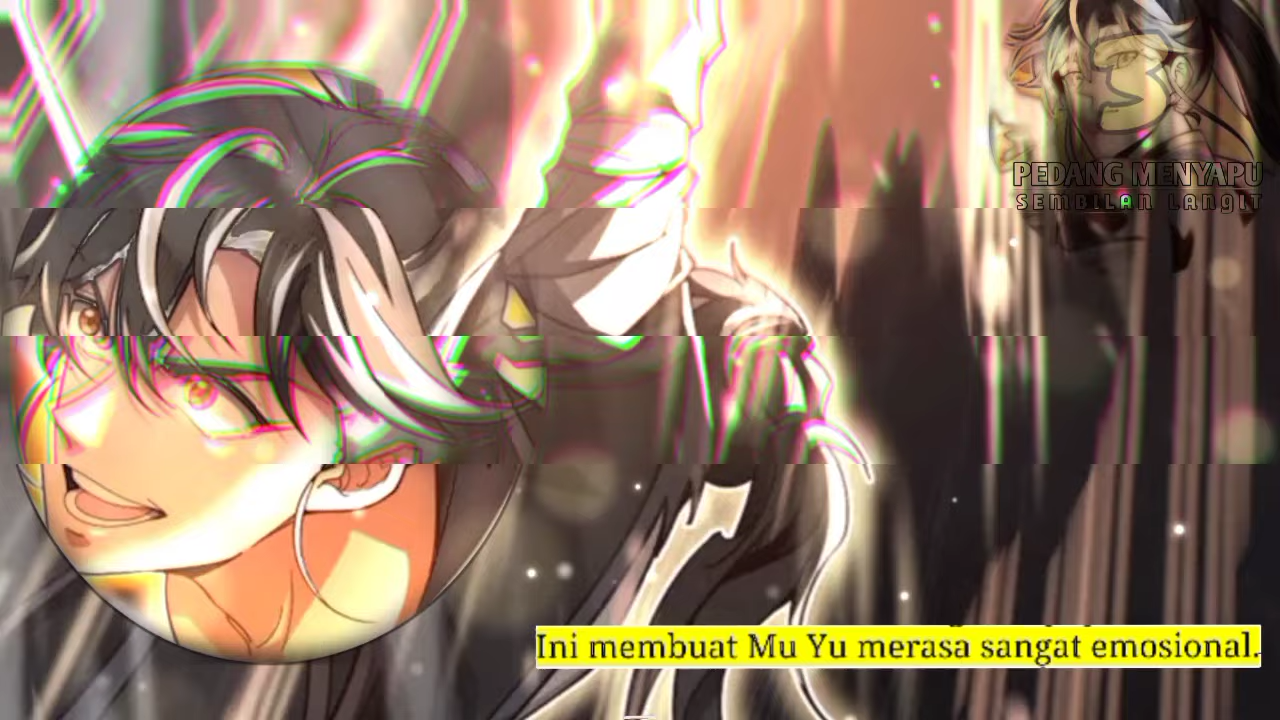 PEDANG MENYAPU
SEMBILAN LANGIT
Ini membuat Mu Yu merasa sangat emosional.